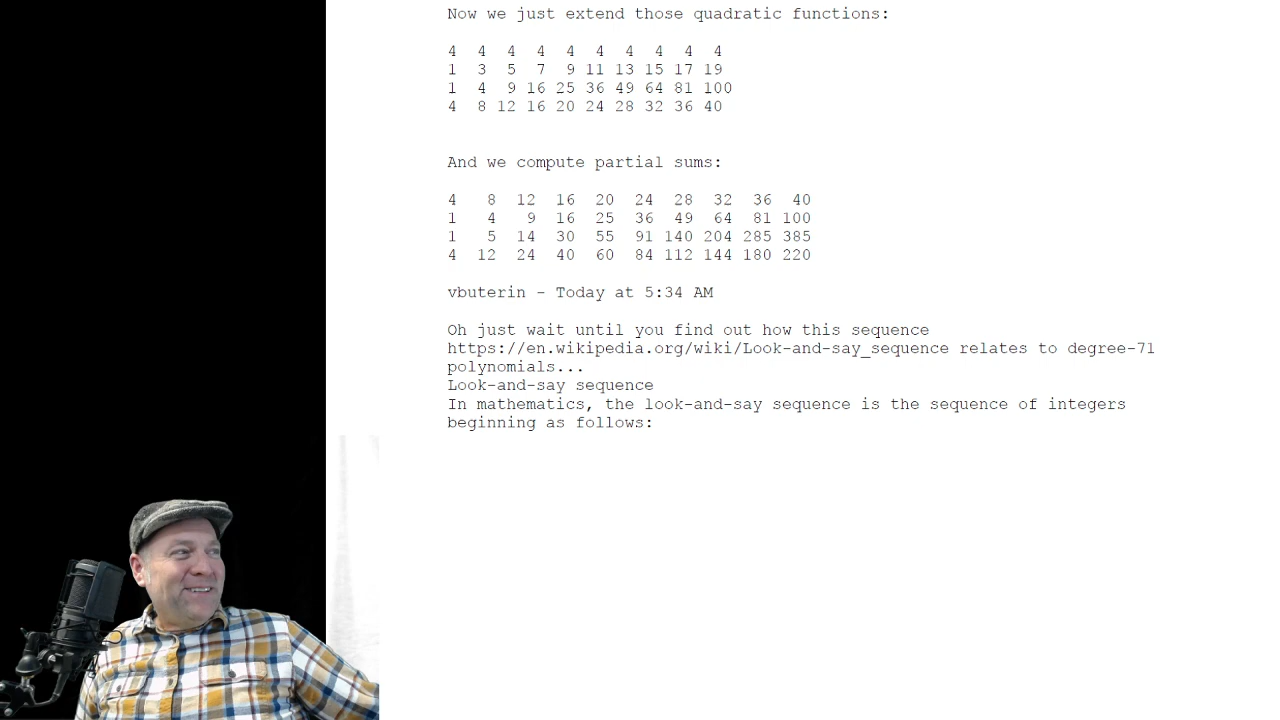 Now we just extend those quadratic functions:
4 4 4 4 4 4 4 4 4 4
1 3 5 7 9 11 13 15 17 19
1 4 9 16 25 36 49 64 81 100
4 8 12 16 20 24 28 32 36 40
And we compute partial sums:
4 8 12 16 20 24 28 32 36 40
1 4 9 16 25 36 49 64 81 100
1 5 14 30 55 91 140 204 285 385
4 12 24 40 60 84 112 144 180 220
vbuterin - Today at 5:34 AM
Oh just wait until you find out how this sequence
https://en.wikipedia.org/wiki/Look-and-say_sequence relates to degree-71
polynomials...
Look-and-say sequence
In mathematics, the look-and-say sequence is the sequence of integers
beginning as follows: